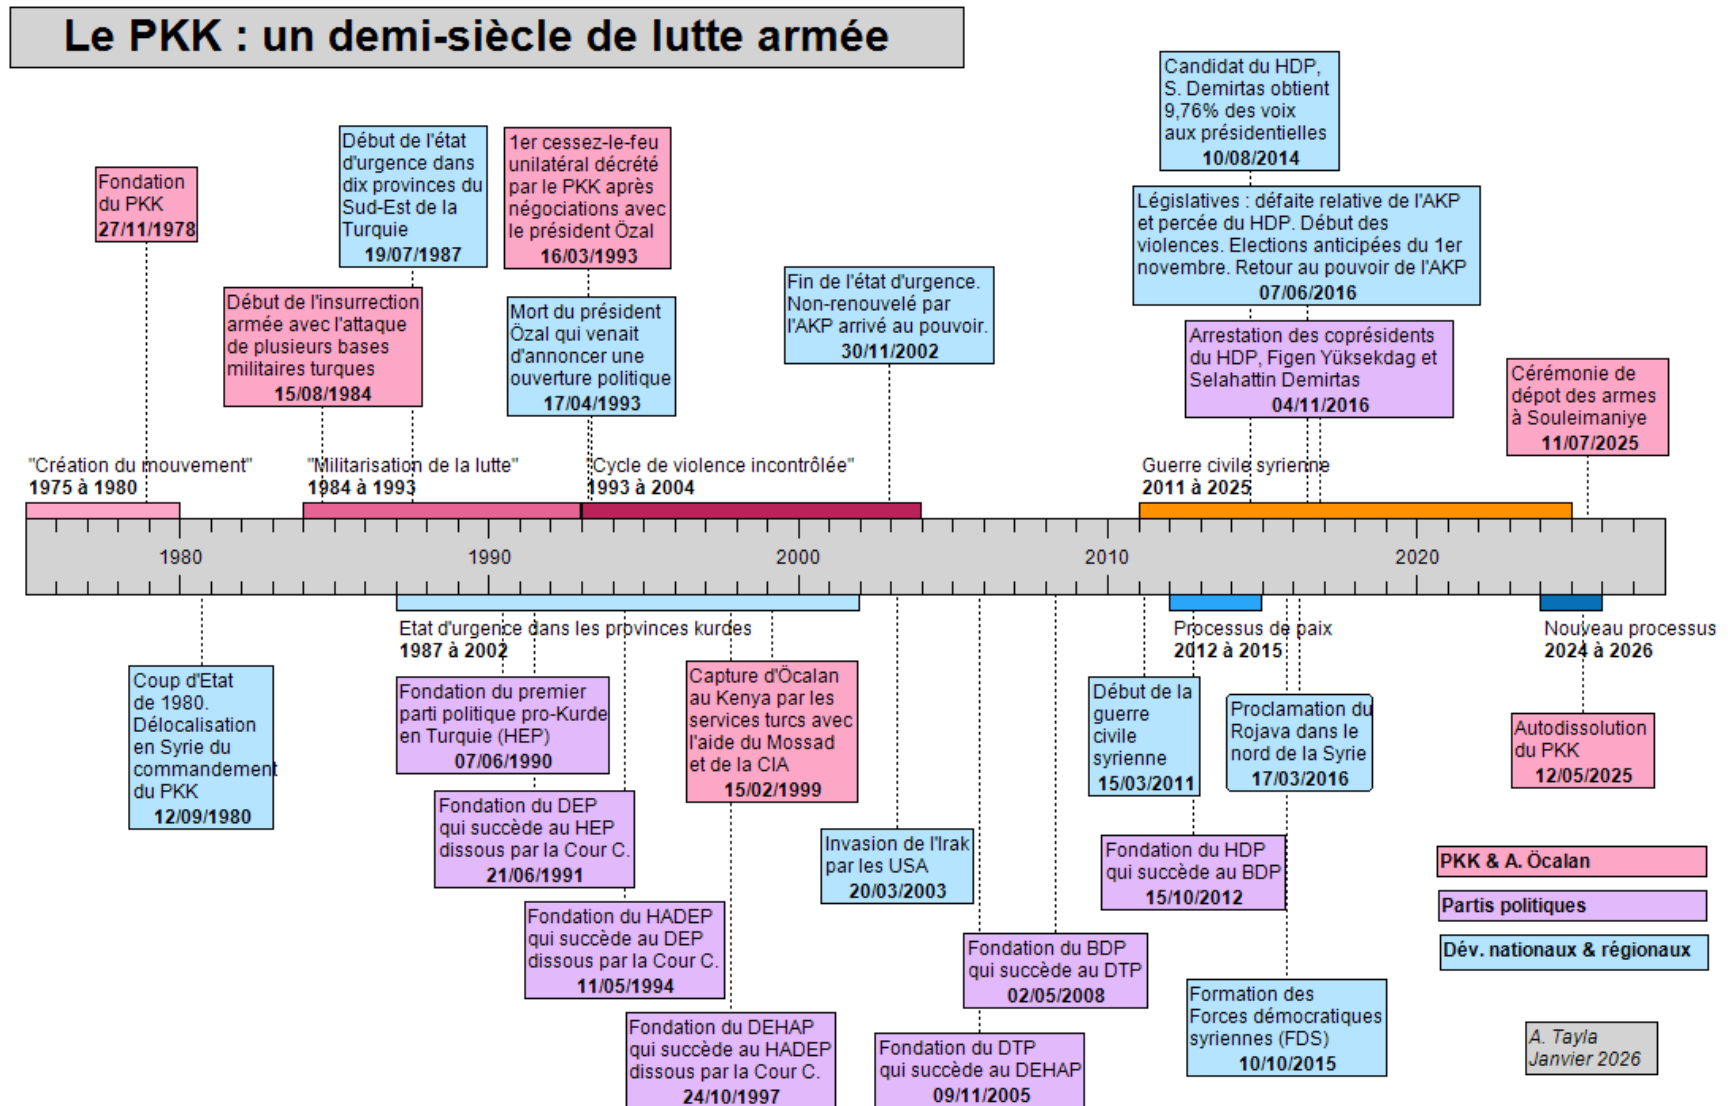 Le PKK : un demi-siècle de lutte armée
Fondation
du PKK
27/11/1978
Début de l'insurrection
armée avec l'attaque
de plusieurs bases
militaires turques
15/08/1984
Début de l'état
d'urgence dans
dix provinces du
Sud-Est de la
Turquie
19/07/1987
1er cessez-le-feu
unilatéral décrété
par le PKK après
négociations avec
le président Özal
16/03/1993
Mort du président
Özal qui venait
d'annoncer une
ouverture politique
17/04/1993
Fin de l'état d'urgence.
Non-renouvelé par
l'AKP arrivé au pouvoir.
30/11/2002
Candidat du HDP,
S. Demirtas obtient
9,76% des voix
aux présidentielles
10/08/2014
Législatives : défaite relative de l'AKP
et percée du HDP. Début des
violences. Elections anticipées du 1er
novembre. Retour au pouvoir de l'AKP
07/06/2016
Arrestation des coprésidents
du HDP, Figen Yüksekdag et
Selahattin Demirtas
04/11/2016
Cérémonie de
dépot des armes
à Souleimaniye
11/07/2025
"Création du mouvement"
1975 à 1980
"Militarisation de la lutte"
1984 à 1993
"Cycle de violence incontrôlée"
1993 à 2004
Guerre civile syrienne
2011 à 2025
1980
1990
2000
2010
2020
Etat d'urgence dans les provinces kurdes
1987 à 2002
Processus de paix
2012 à 2015
Nouveau processus
2024 à 2026
Coup d'Etat
de 1980.
Délocalisation
en Syrie du
commandement
du PKK
12/09/1980
Fondation du premier
parti politique pro-Kurde
en Turquie (HEP)
07/06/1990
Fondation du DEP
qui succède au HEP
dissous par la Cour C.
21/06/1991
Fondation du HADEP
qui succède au DEP
dissous par la Cour C.
11/05/1994
Fondation du DEHAP
qui succède au HADEP
dissous par la Cour C.
24/10/1997
Capture d'Öcalan
au Kenya par les
services turcs avec
l'aide du Mossad
et de la CIA
15/02/1999
Invasion de l'Irak
par les USA
20/03/2003
Fondation du DTP
qui succède au DEHAP
09/11/2005
Fondation du BDP
qui succède au DTP
02/05/2008
Début de la
guerre
civile
syrienne
15/03/2011
Fondation du HDP
qui succède au BDP
15/10/2012
Proclamation du
Rojava dans le
nord de la Syrie
17/03/2016
Formation des
Forces démocratiques
syriennes (FDS)
10/10/2015
Autodissolution
du PKK
12/05/2025
PKK & A. Öcalan
Partis politiques
Dév. nationaux & régionaux
A. Tayla
Janvier 2026